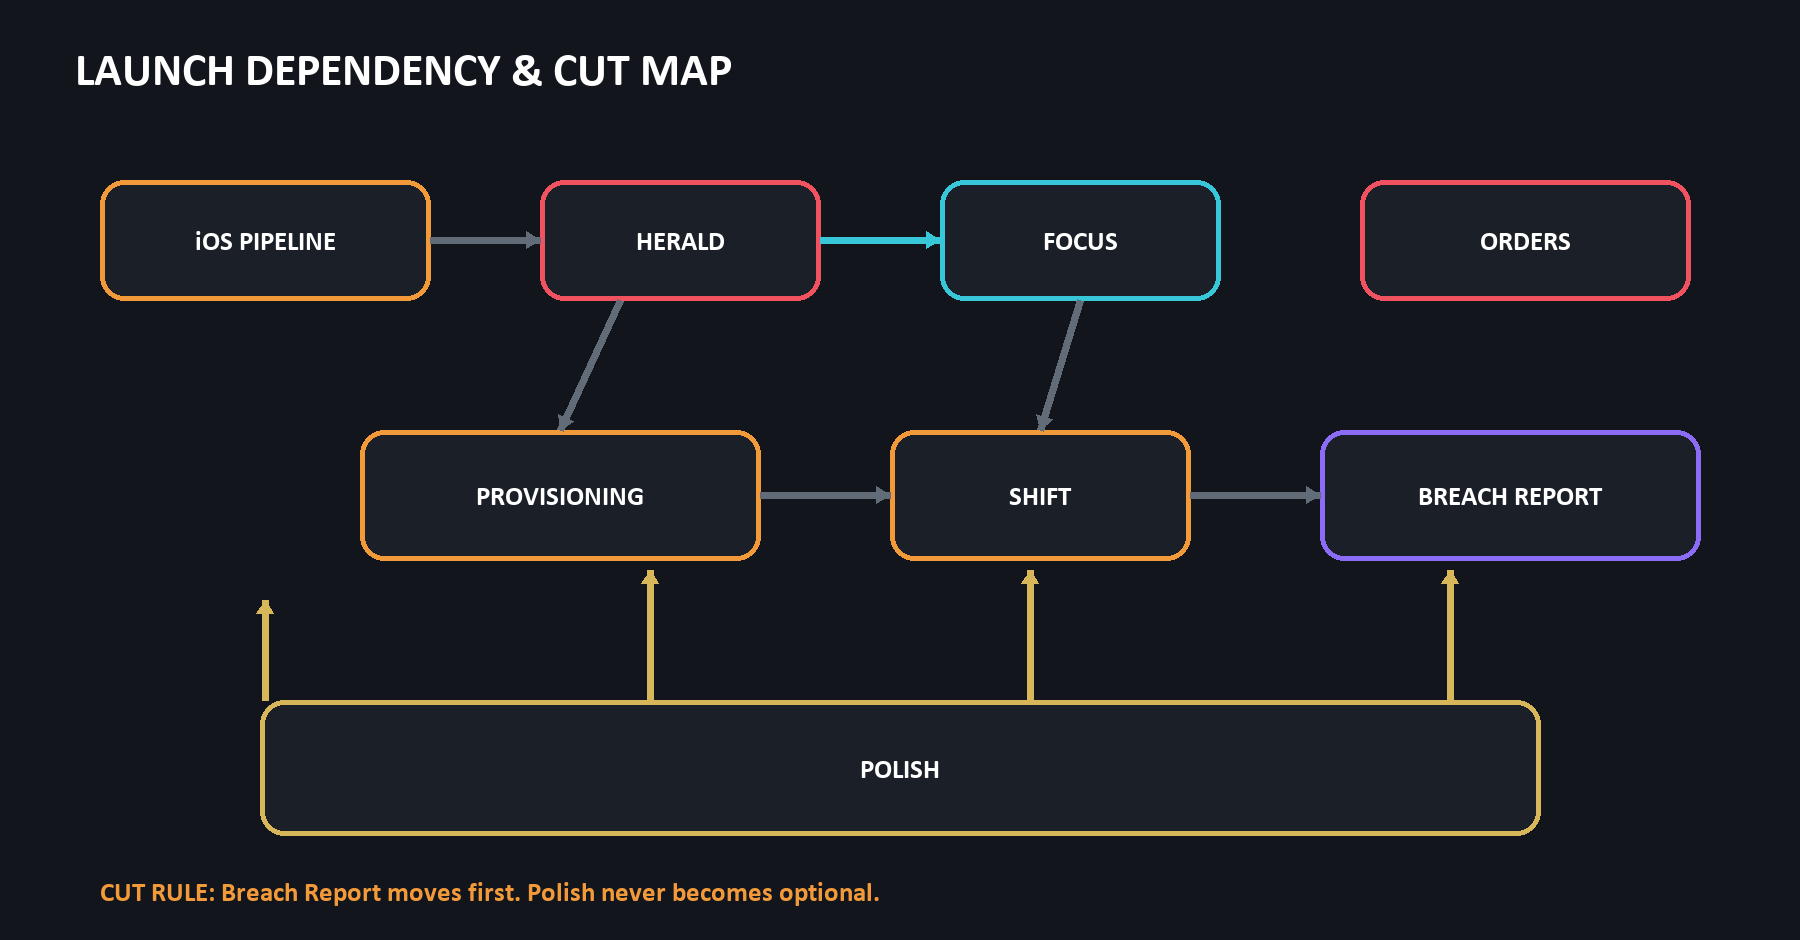 LAUNCH DEPENDENCY & CUT MAP
iOS PIPELINE
HERALD
FOCUS
ORDERS
PROVISIONING
SHIFT
BREACH REPORT
POLISH
CUT RULE: Breach Report moves first. Polish never becomes optional.